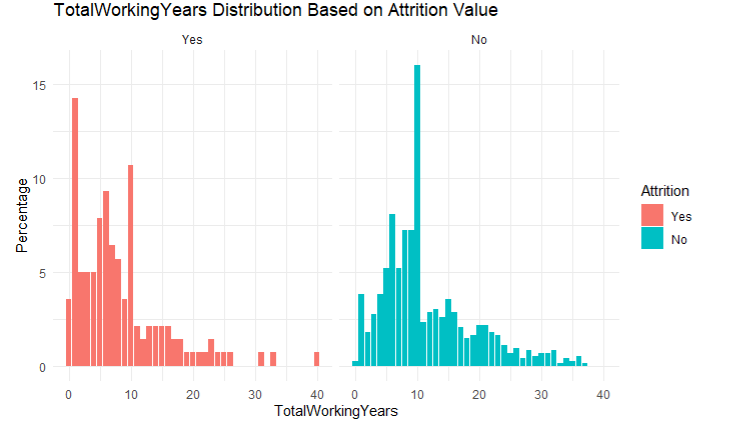 TotalWorkingYears Distribution Based on Attrition Value
Yes
No
15
10
5
0
Percentage
0 10 20 30 40
0 10 20 30 40
TotalWorkingYears
Attrition
Yes
No